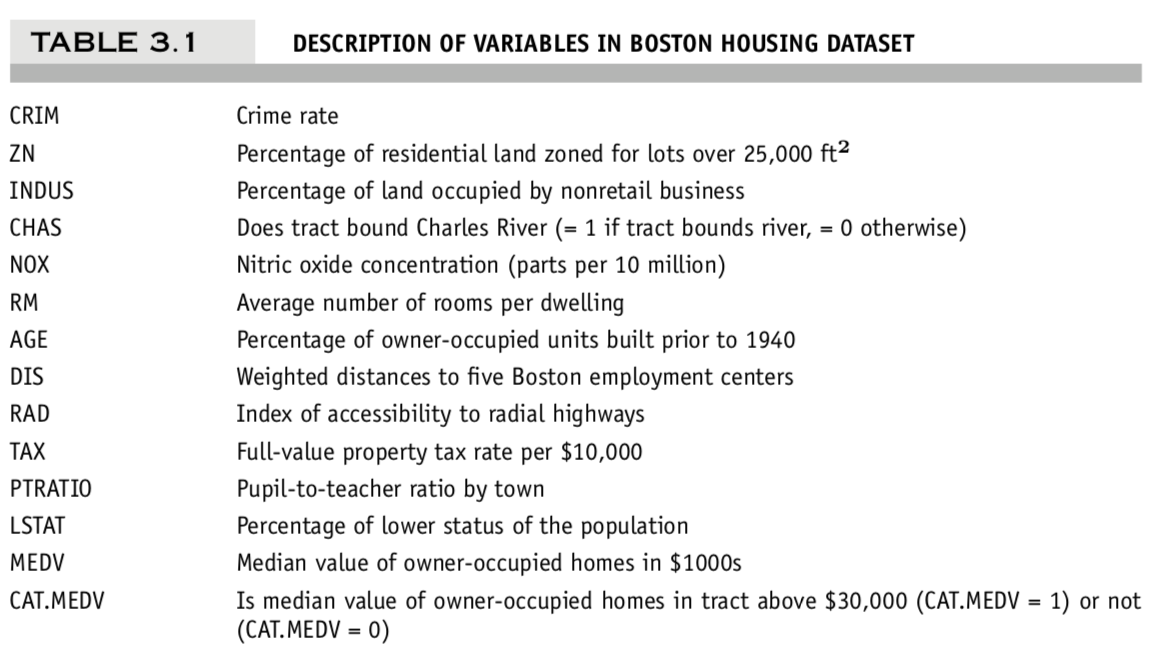 TABLE 3.1 DESCRIPTION OF VARIABLES IN BOSTON HOUSING DATASET
CRIM Crime rate
ZN Percentage of residential land zoned for lots over 25,000 ft²
INDUS Percentage of land occupied by nonretail business
CHAS Does tract bound Charles River (= 1 if tract bounds river, = 0 otherwise)
NOX Nitric oxide concentration (parts per 10 million)
RM Average number of rooms per dwelling
AGE Percentage of owner-occupied units built prior to 1940
DIS Weighted distances to five Boston employment centers
RAD Index of accessibility to radial highways
TAX Full-value property tax rate per $10,000
PTRATIO Pupil-to-teacher ratio by town
LSTAT Percentage of lower status of the population
MEDV Median value of owner-occupied homes in $1000s
CAT.MEDV Is median value of owner-occupied homes in tract above $30,000 (CAT.MEDV = 1) or not
(CAT.MEDV = 0)